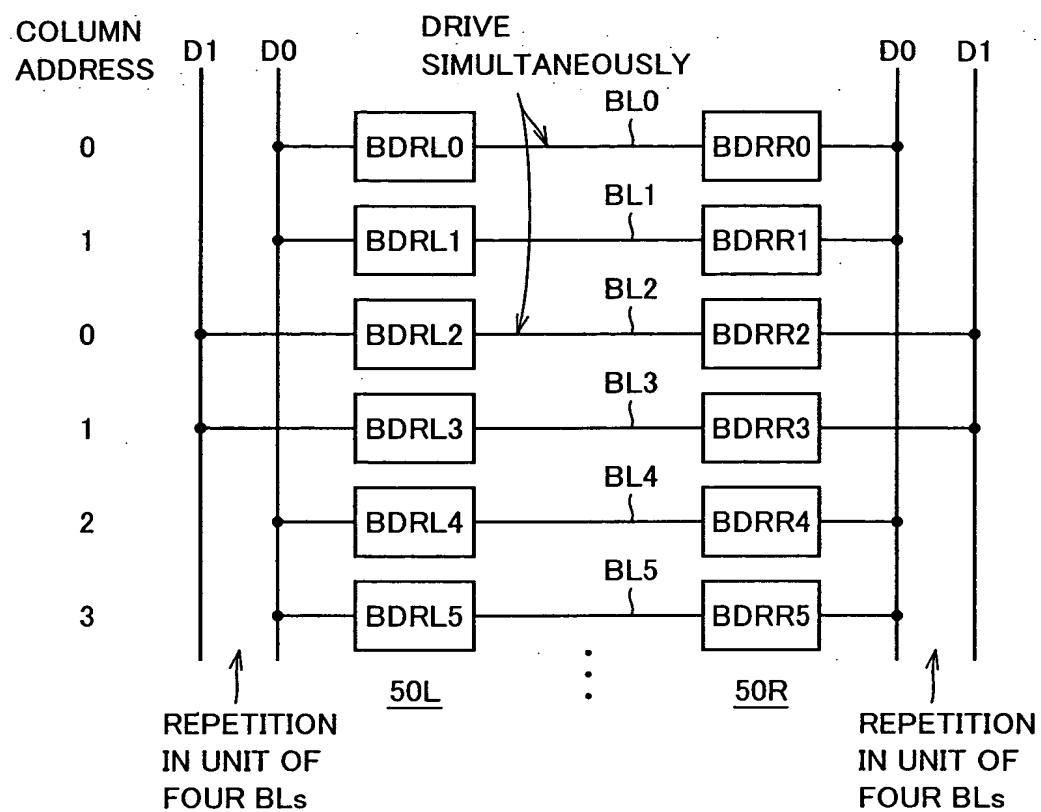 COLUMN
ADDRESS
D1
D0
DRIVE
SIMULTANEOUSLY
D0
D1
0
BDRL0
BL0
BDRR0
1
BDRL1
BL1
BDRR1
0
BDRL2
BL2
BDRR2
1
BDRL3
BL3
BDRR3
2
BDRL4
BL4
BDRR4
3
BDRL5
BL5
BDRR5
50L
50R
REPETITION
IN UNIT OF
FOUR BLs
REPETITION
IN UNIT OF
FOUR BLs